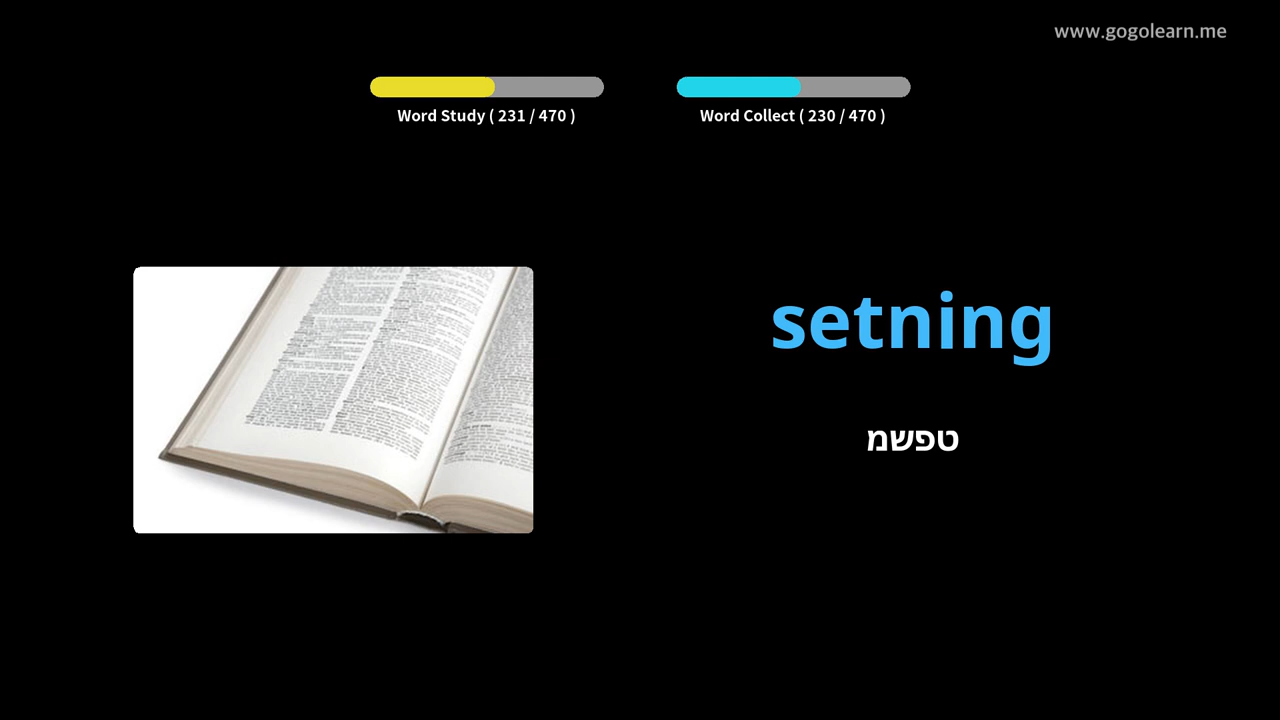 www.gogolearn.me
Word Study ( 231 / 470 )
Word Collect ( 230 / 470 )
setning
טפשמ